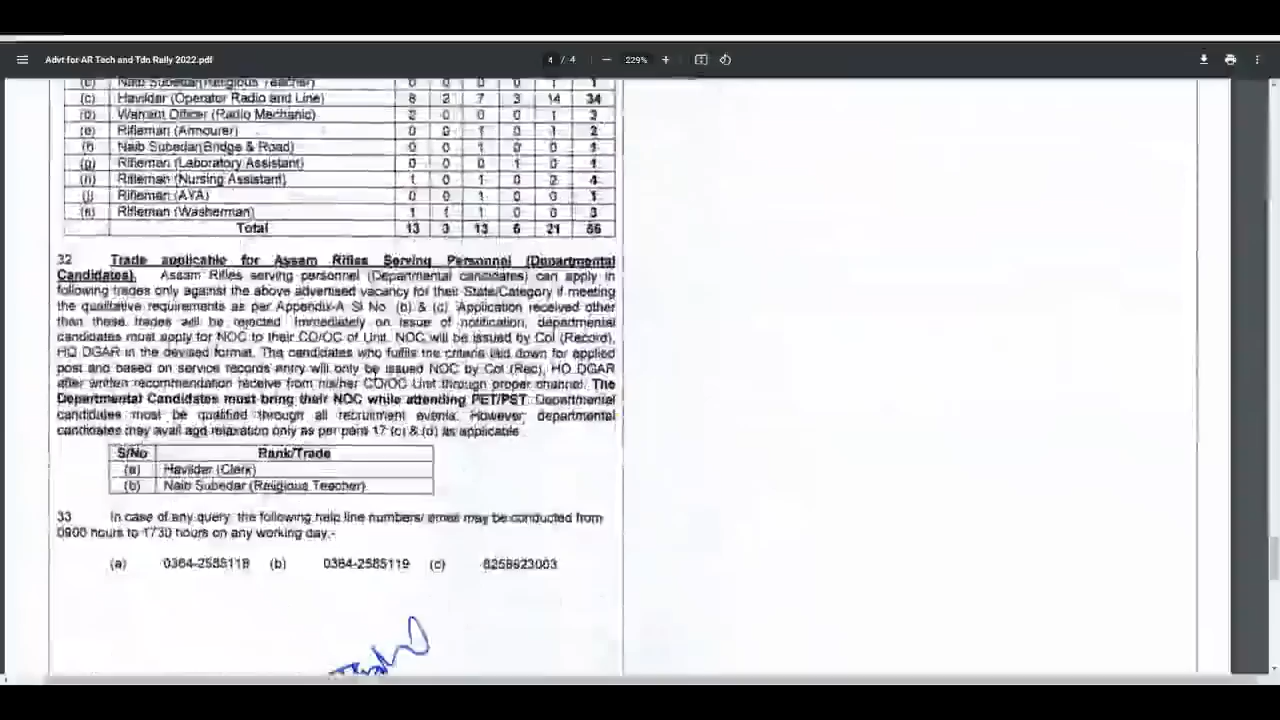 Advt for AR Tech and Tdn Rally 2022.pdf
4 / 4
229%
Naib Subedar(Religious Teacher) 0 0 0 0 1 1
(c) Havildar (Operator Radio and Line) 8 2 7 3 14 34
Warrant Officer (Radio Mechanic) 2 0 0 0 1 3
(e) Rifleman (Armourer) 0 0 1 0 1 2
(f) Naib Subedar(Bridge & Road) 0 0 1 0 0 1
(g) Rifleman (Laboratory Assistant) 0 0 0 1 0 1
Rifleman (Nursing Assistant) 1 0 1 0 2 4
Rifleman (AYA) 0 0 1 0 0 1
Rifleman (Washerman) 1 1 1 0 0 3
Total 13 3 13 6 21 56
32 Trade applicable for Assam Rifles Serving Personnel (Departmental
Candidates). Assam Rifles serving personnel (Departmental candidates) can apply in
following trades only against the above advertised vacancy for their State/Category if meeting
the qualitative requirements as per Appendix-A Sl No (b) & (c) Application received other
than these trades will be rejected Immediately on issue of notification, departmental
candidates must apply for NOC to their CO/OC of Unit. NOC will be issued by Col (Record),
HQ DGAR in the devised format. The candidates who fulfils the criteria laid down for applied
post and based on service records entry will only be issued NOC by Col (Rec), HQ DGAR
after written recommendation receive from his/her CO/OC Unit through proper channel. The
Departmental Candidates must bring their NOC while attending PET/PST. Departmental
candidates must be qualified through all recruitment events. However, departmental
candidates may avail age relaxation only as per para 17 (c) & (d) as applicable
S/No Rank/Trade
(a) Havildar (Clerk)
(b) Naib Subedar (Religious Teacher)
33 In case of any query, the following help line numbers/ may be conducted from
0900 hours to 1730 hours on any working day.-
(a) 0364-2585118 (b) 0364-2585119 (c) 6258923003